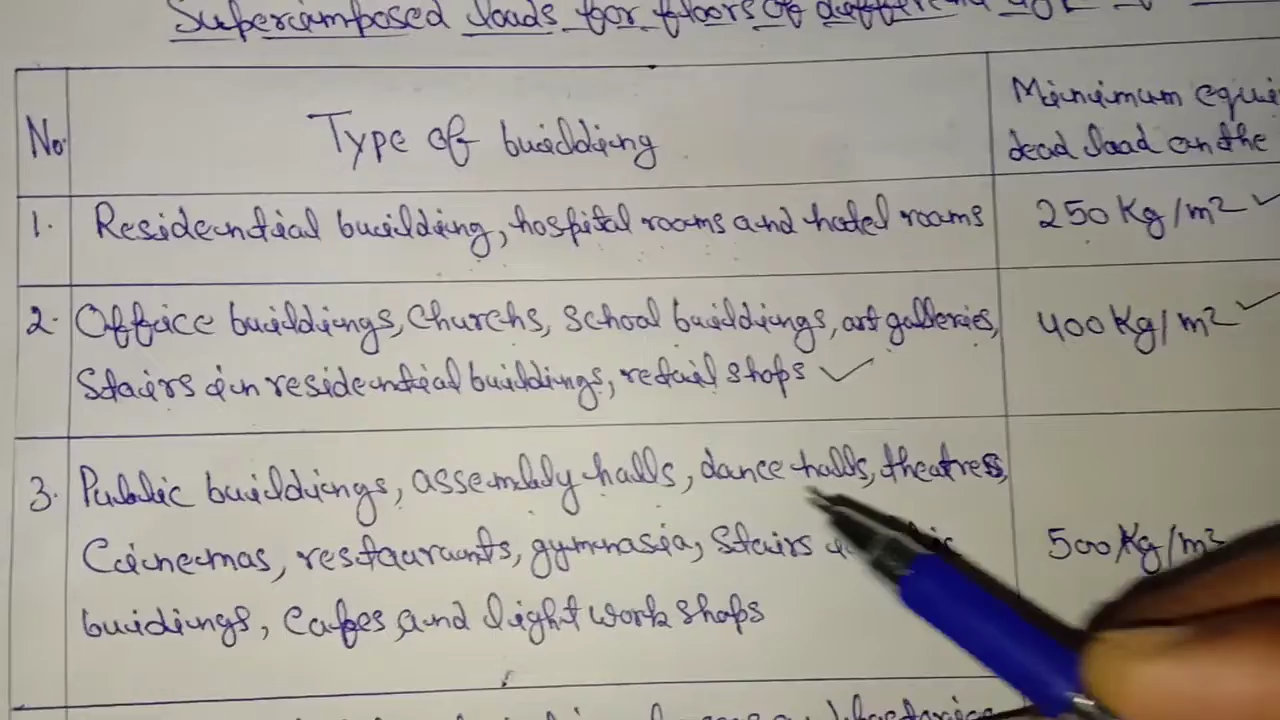 Superimposed loads for floors of different
No.
Type of building
Minimum equi
dead load on the
1.
Residential building, hospital rooms and hotel rooms
250 Kg/m2
2.
Office buildings, Churchs, School buildings, art galleries,
Stairs in residential buildings, retail shops
400 Kg/m2
3.
Public buildings, assembly halls, dance halls, theatress,
Cinemas, restaurants, gymnasia, Stairs
buidings, Cafes and light work shops
500 Kg/m2